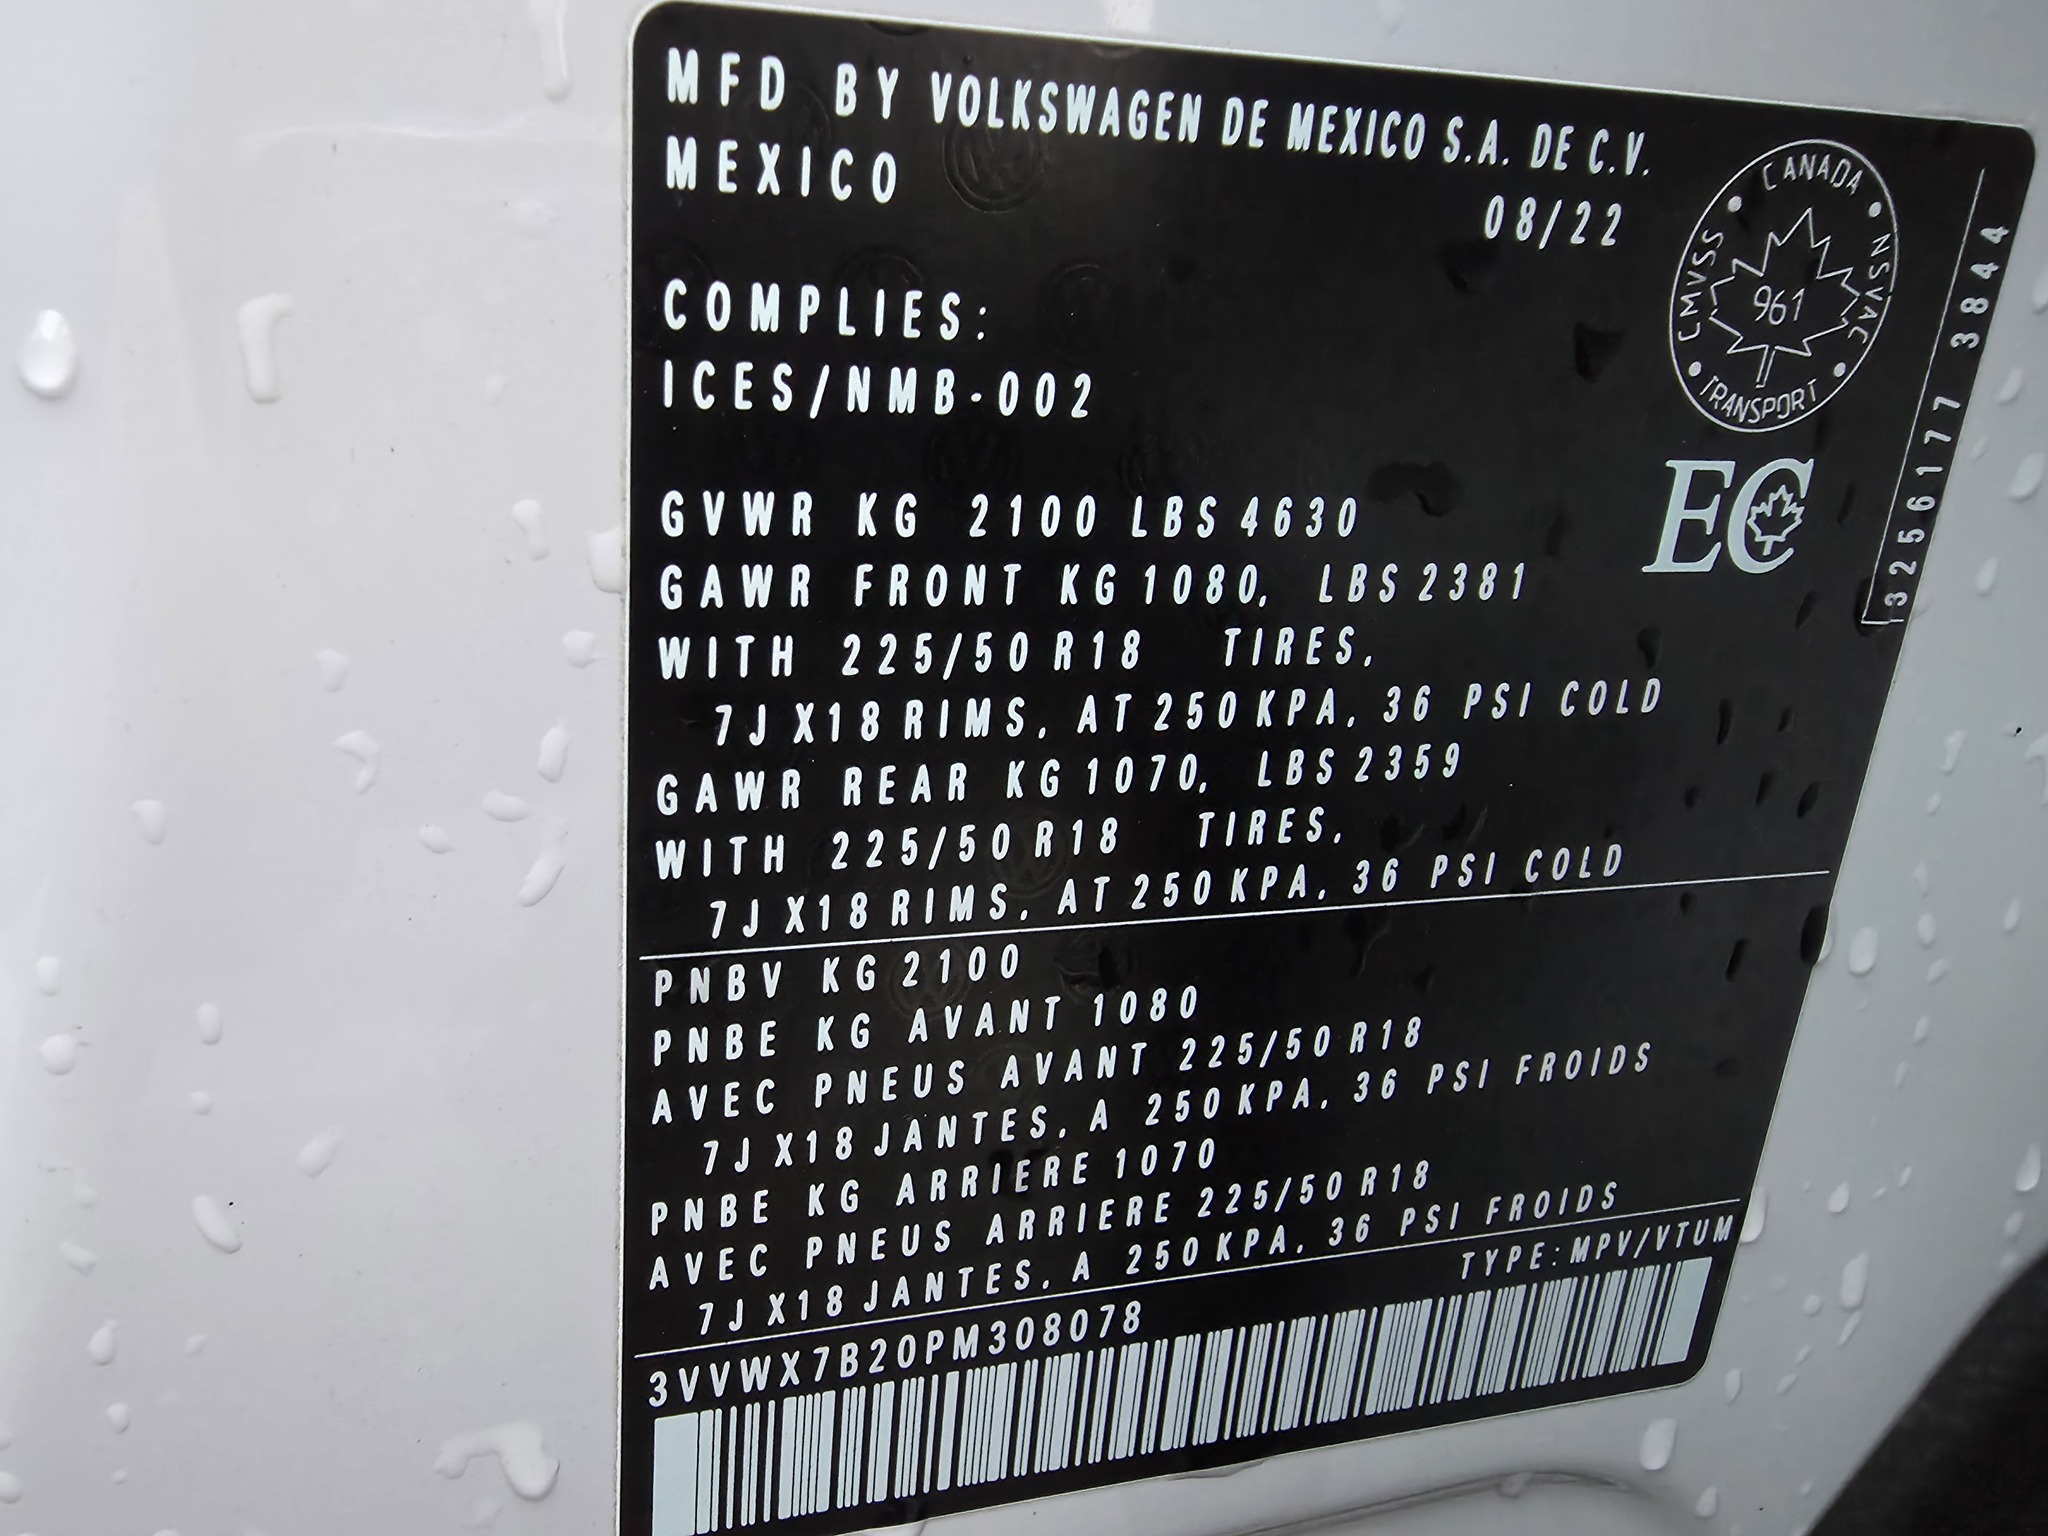 MFD BY VOLKSWAGEN DE MEXICO S.A. DE C.V.
MEXICO
08/22
CANADA
NSVAC
TRANSPORT
CMVSS
961
COMPLIES:
ICES/NMB-002
EC
3256177 3844
GVWR KG 2100 LBS 4630
GAWR FRONT KG 1080, LBS 2381
WITH 225/50 R18 TIRES,
7J X18 RIMS, AT 250 KPA, 36 PSI COLD
GAWR REAR KG 1070, LBS 2359
WITH 225/50 R18 TIRES,
7J X18 RIMS, AT 250 KPA, 36 PSI COLD
PNBV KG 2100
PNBE KG AVANT 1080
AVEC PNEUS AVANT 225/50 R18
7J X18 JANTES, A 250 KPA, 36 PSI FROIDS
PNBE KG ARRIERE 1070
AVEC PNEUS ARRIERE 225/50 R18
7J X18 JANTES, A 250 KPA, 36 PSI FROIDS
TYPE: MPV/VTUM
3VVWX7B20PM308078